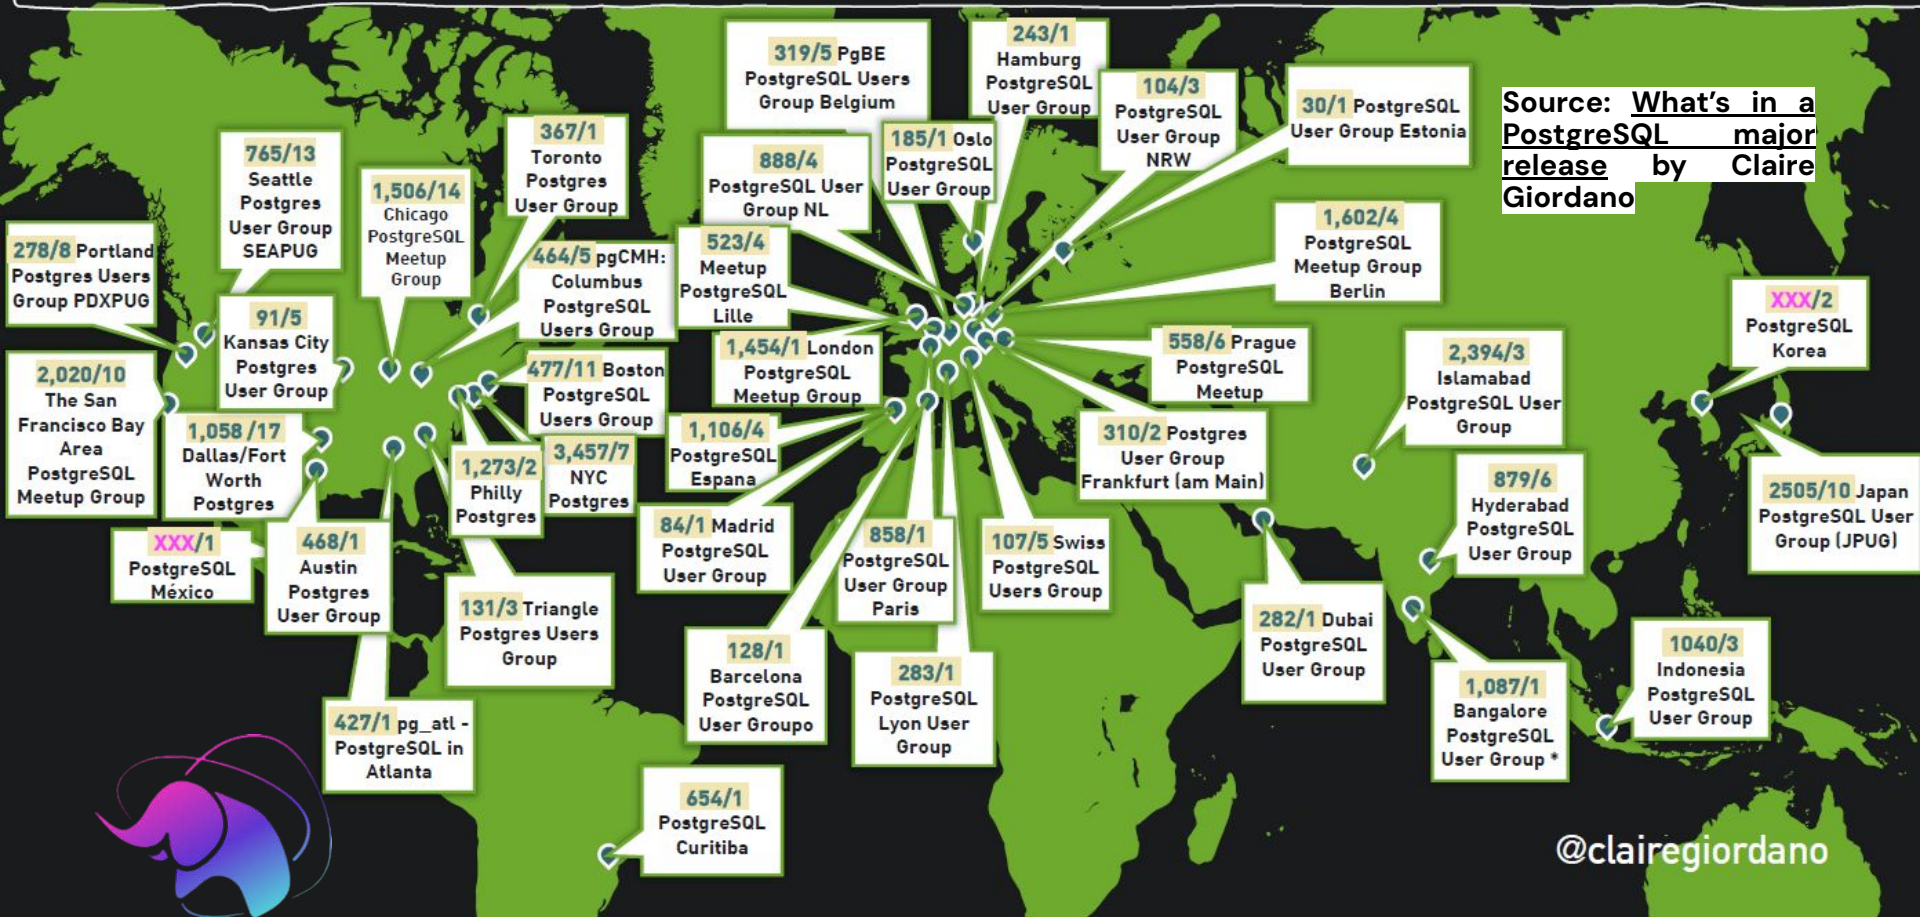 319/5 PgBE
PostgreSQL Users
Group Belgium
243/1
Hamburg
PostgreSQL
User Group
104/3
PostgreSQL
User Group
NRW
30/1 PostgreSQL
User Group Estonia
Source: What's in a
PostgreSQL major
release by Claire
Giordano
765/13
Seattle
Postgres
User Group
SEAPUG
1,506/14
Chicago
PostgreSQL
Meetup
Group
367/1
Toronto
Postgres
User Group
888/4
PostgreSQL User
Group NL
185/1 Oslo
PostgreSQL
User Group
278/8 Portland
Postgres Users
Group PDXPUG
464/5 pgCMH:
Columbus
PostgreSQL
Users Group
523/4
Meetup
PostgreSQL
Lille
1,602/4
PostgreSQL
Meetup Group
Berlin
XXX/2
PostgreSQL
Korea
91/5
Kansas City
Postgres
User Group
1,454/1 London
PostgreSQL
Meetup Group
558/6 Prague
PostgreSQL
Meetup
2,394/3
Islamabad
PostgreSQL User
Group
2,020/10
The San
Francisco Bay
Area
PostgreSQL
Meetup Group
477/11 Boston
PostgreSQL
Users Group
1,058/17
Dallas/Fort
Worth
Postgres
1,273/2
Philly
Postgres
3,457/7
NYC
Postgres
1,106/4
PostgreSQL
Espana
310/2 Postgres
User Group
Frankfurt (am Main)
879/6
Hyderabad
PostgreSQL
User Group
2505/10 Japan
PostgreSQL User
Group (JPUG)
XXX/1
PostgreSQL
México
468/1
Austin
Postgres
User Group
84/1 Madrid
PostgreSQL
User Group
858/1
PostgreSQL
User Group
Paris
107/5 Swiss
PostgreSQL
Users Group
131/3 Triangle
Postgres Users
Group
128/1
Barcelona
PostgreSQL
User Groupo
283/1
PostgreSQL
Lyon User
Group
282/1 Dubai
PostgreSQL
User Group
1,087/1
Bangalore
PostgreSQL
User Group *
1040/3
Indonesia
PostgreSQL
User Group
427/1 pg_atl -
PostgreSQL in
Atlanta
654/1
PostgreSQL
Curitiba
@clairegiordano